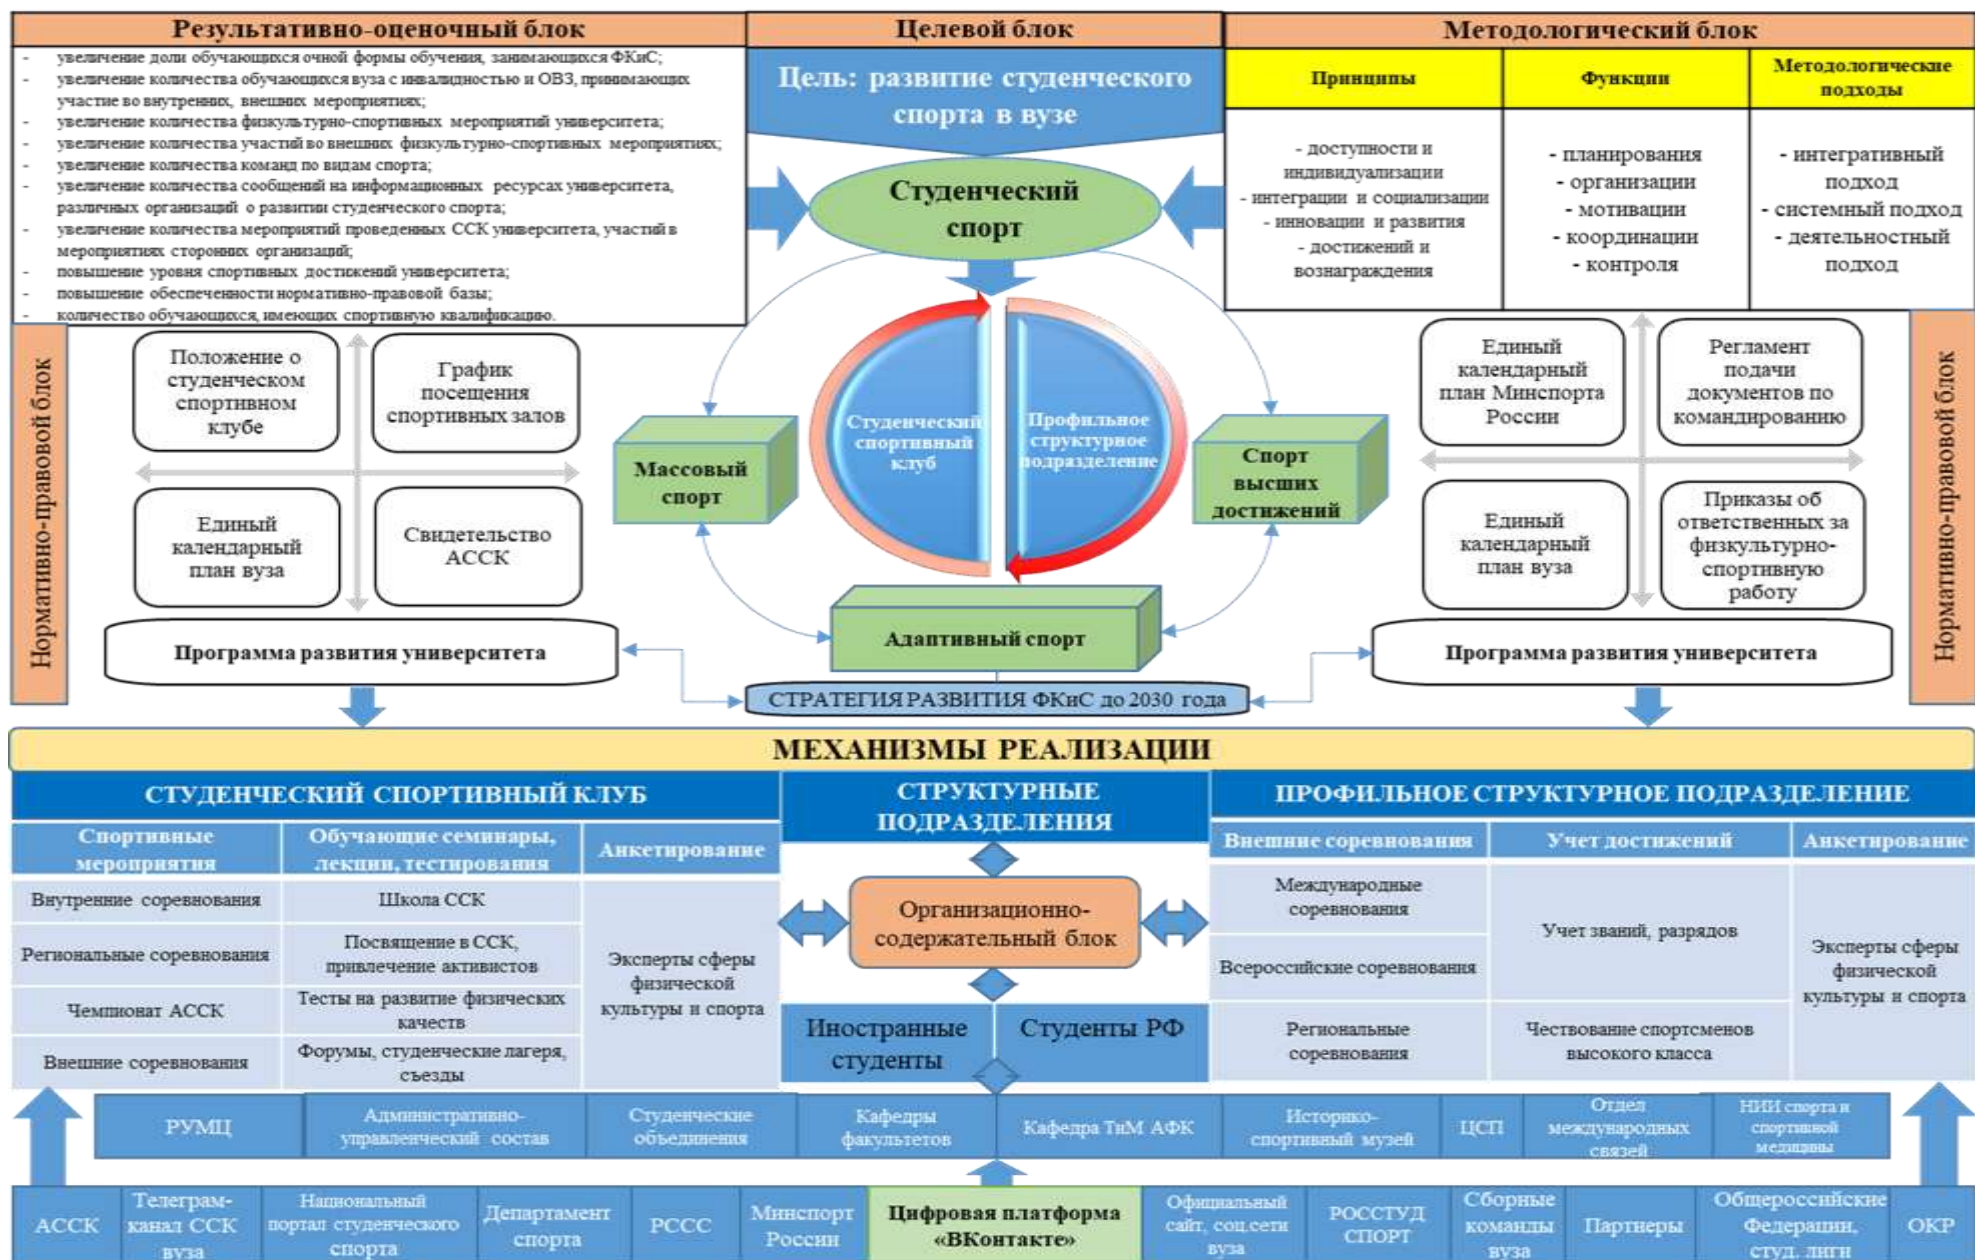 Результативно-оценочный блок
- увеличение доли обучающихся очной формы обучения, занимающихся ФКиС;
- увеличение количества обучающихся вуза с инвалидностью и ОВЗ, принимающих
участие во внутренних, внешних мероприятиях;
- увеличение количества физкультурно-спортивных мероприятий университета;
- увеличение количества участий во внешних физкультурно-спортивных мероприятиях;
- увеличение количества команд по видам спорта;
- увеличение количества сообщений на информационных ресурсах университета,
различных организаций о развитии студенческого спорта;
- увеличение количества мероприятий проведенных ССК университета, участий в
мероприятиях сторонних организаций;
- повышение уровня спортивных достижений университета;
- повышение обеспеченности нормативно-правовой базы;
- количество обучающихся, имеющих спортивную квалификацию.
Целевой блок
Цель: развитие студенческого
спорта в вузе
Студенческий
спорт
Методологический блок
Принципы
Функции
Методологические
подходы
- доступности и
индивидуализации
- интеграции и социализации
- инновации и развития
- достижений и
вознаграждения
- планирования
- организации
- мотивации
- координации
- контроля
- интегративный
подход
- системный подход
- деятельностный
подход
Нормативно-правовой блок
Положение о
студенческом
спортивном
клубе
График
посещения
спортивных залов
Единый
календарный
план вуза
Свидетельство
АССК
Программа развития университета
Массовый
спорт
Студенческий
спортивный
клуб
Профильное
структурное
подразделение
Спорт
высших
достижений
Адаптивный спорт
СТРАТЕГИЯ РАЗВИТИЯ ФКиС до 2030 года
Единый
календарный
план Минспорта
России
Регламент
подачи
документов по
командированию
Единый
календарный
план вуза
Приказы об
ответственных за
физкультурно-
спортивную
работу
Программа развития университета
Нормативно-правовой блок
МЕХАНИЗМЫ РЕАЛИЗАЦИИ
СТУДЕНЧЕСКИЙ СПОРТИВНЫЙ КЛУБ
Спортивные
мероприятия
Обучающие семинары,
лекции, тестирования
Анкетирование
Внутренние соревнования
Школа ССК
Региональные соревнования
Посвящение в ССК,
привлечение активистов
Чемпионат АССК
Тесты на развитие физических
качеств
Внешние соревнования
Форумы, студенческие лагеря,
съезды
Эксперты сферы
физической
культуры и спорта
СТРУКТУРНЫЕ
ПОДРАЗДЕЛЕНИЯ
Организационно-
содержательный блок
Иностранные
студенты
Студенты РФ
ПРОФИЛЬНОЕ СТРУКТУРНОЕ ПОДРАЗДЕЛЕНИЕ
Внешние соревнования
Учет достижений
Анкетирование
Международные
соревнования
Всероссийские соревнования
Региональные
соревнования
Учет званий, разрядов
Чествование спортсменов
высокого класса
Эксперты сферы
физической
культуры и спорта
РУМЦ
Административно-
управленческий состав
Студенческие
объединения
Кафедры
факультетов
Кафедра ТиМ АФК
Историко-
спортивный музей
ЦСП
Отдел
международных
связей
НИИ спорта и
спортивной
медицины
АССК
Телеграм-
канал ССК
вуза
Национальный
портал студенческого
спорта
Департамент
спорта
РССС
Минспорт
России
Цифровая платформа
«ВКонтакте»
Официальный
сайт, соц.сети
вуза
РОССТУД
СПОРТ
Сборные
команды
вуза
Партнеры
Общероссийские
Федерации,
студ. лиги
ОКР